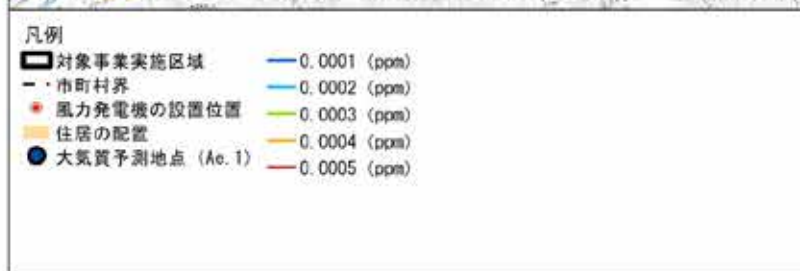 凡例
対象事業実施区域
市町村界
風力発電機の設置位置
住居の配置
大気質予測地点 (Ae.1)
0.0001 (ppm)
0.0002 (ppm)
0.0003 (ppm)
0.0004 (ppm)
0.0005 (ppm)